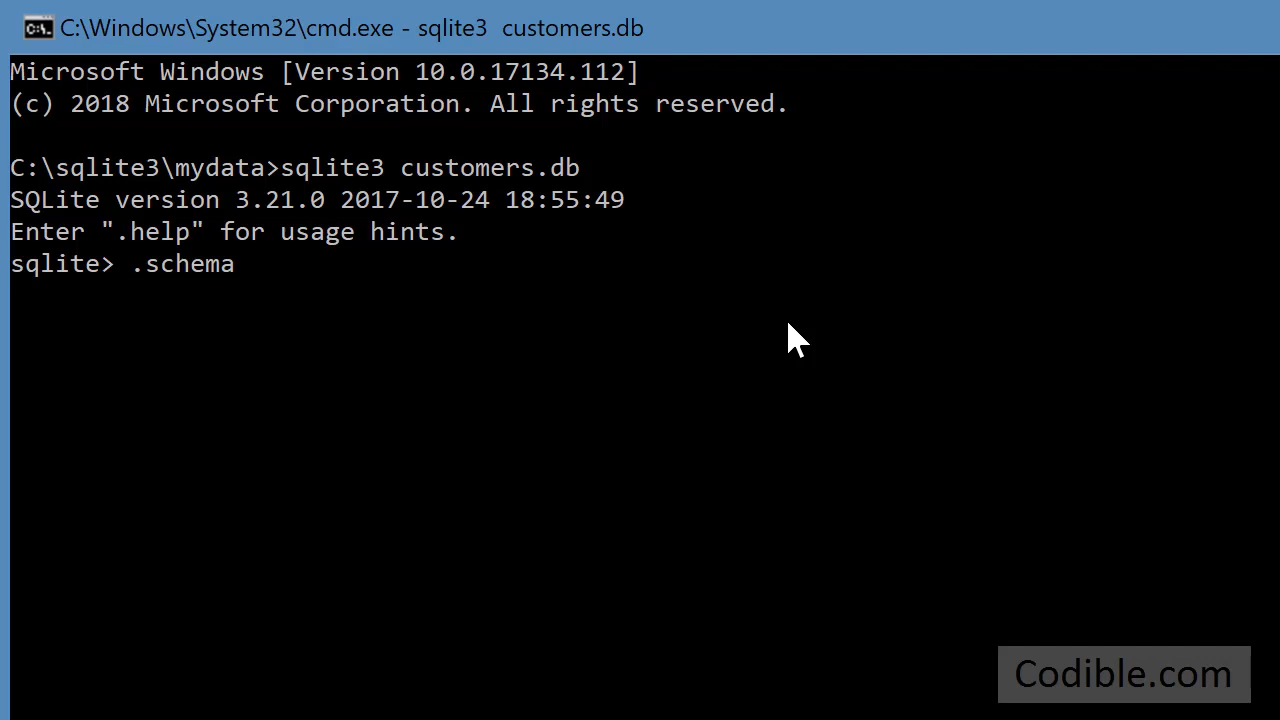 C:\Windows\System32\cmd.exe - sqlite3  customers.db
Microsoft Windows [Version 10.0.17134.112]
(c) 2018 Microsoft Corporation. All rights reserved.
C:\sqlite3\mydata>sqlite3 customers.db
SQLite version 3.21.0 2017-10-24 18:55:49
Enter ".help" for usage hints.
sqlite> .schema
Codible.com